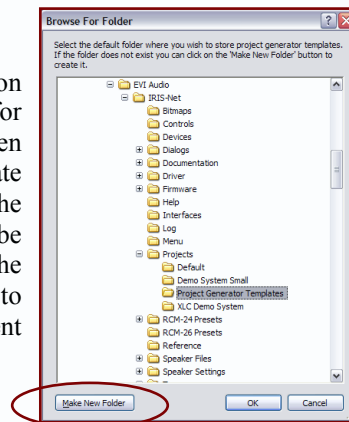 Browse For Folder
Select the default folder where you wish to store project generator templates.
If the folder does not exist you can click on the 'Make New Folder' button to
create it.
on
for
en
ate
he
be
he
to
ent
EVI Audio
IRIS-Net
Bitmaps
Controls
Devices
Dialogs
Documentation
Driver
Firmware
Help
Interfaces
Log
Menu
Projects
Default
Demo System Small
Project Generator Templates
XLC Demo System
RCM-24 Presets
RCM-26 Presets
Reference
Speaker Files
Speaker Settings
Make New Folder
OK
Cancel